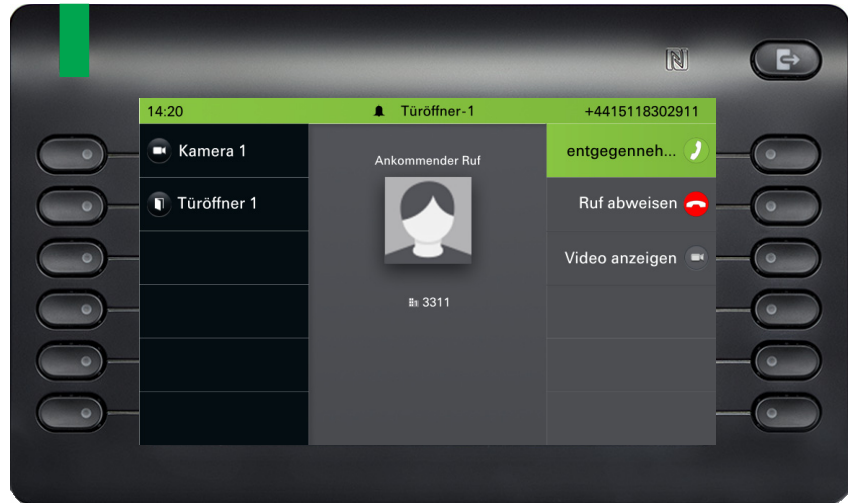 14:20
Türöffner-1
+4415118302911
Kamera 1
Türöffner 1
Ankommender Ruf
3311
entgegenneh...
Ruf abweisen
Video anzeigen